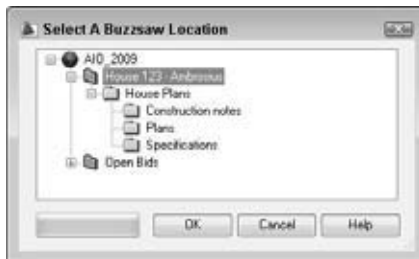 Select A Buzzsaw Location
AIO_2009
House 123 - Ambrosius
House Plans
Construction notes
Plans
Specifications
Open Bids
OK Cancel Help